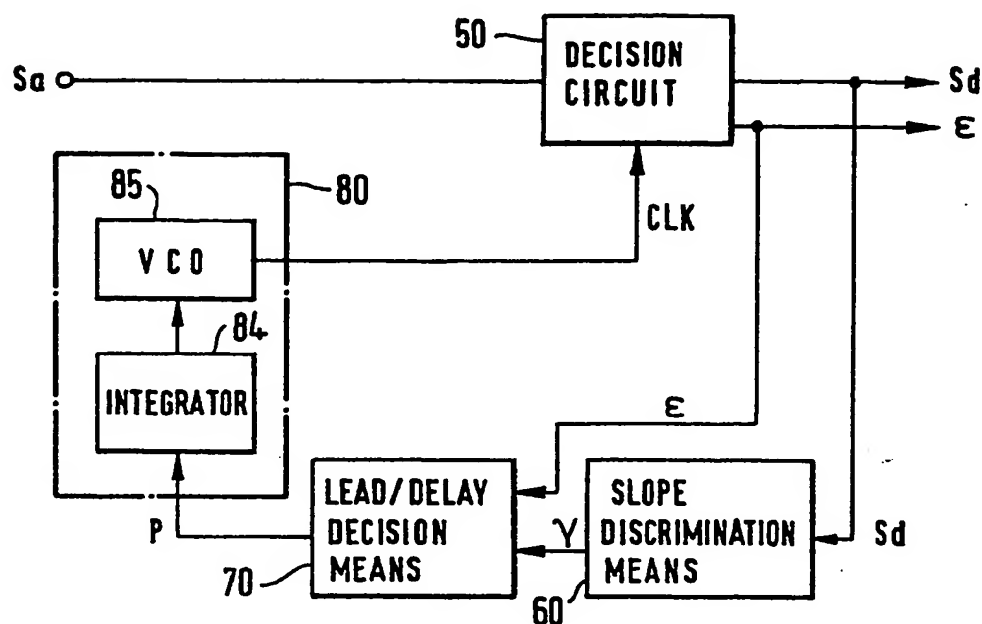 50
DECISION
CIRCUIT
Sa
Sd
ε
85
80
VCO
CLK
84
INTEGRATOR
ε
LEAD/DELAY
DECISION
MEANS
γ
SLOPE
DISCRIMINATION
MEANS
Sd
P
70
60